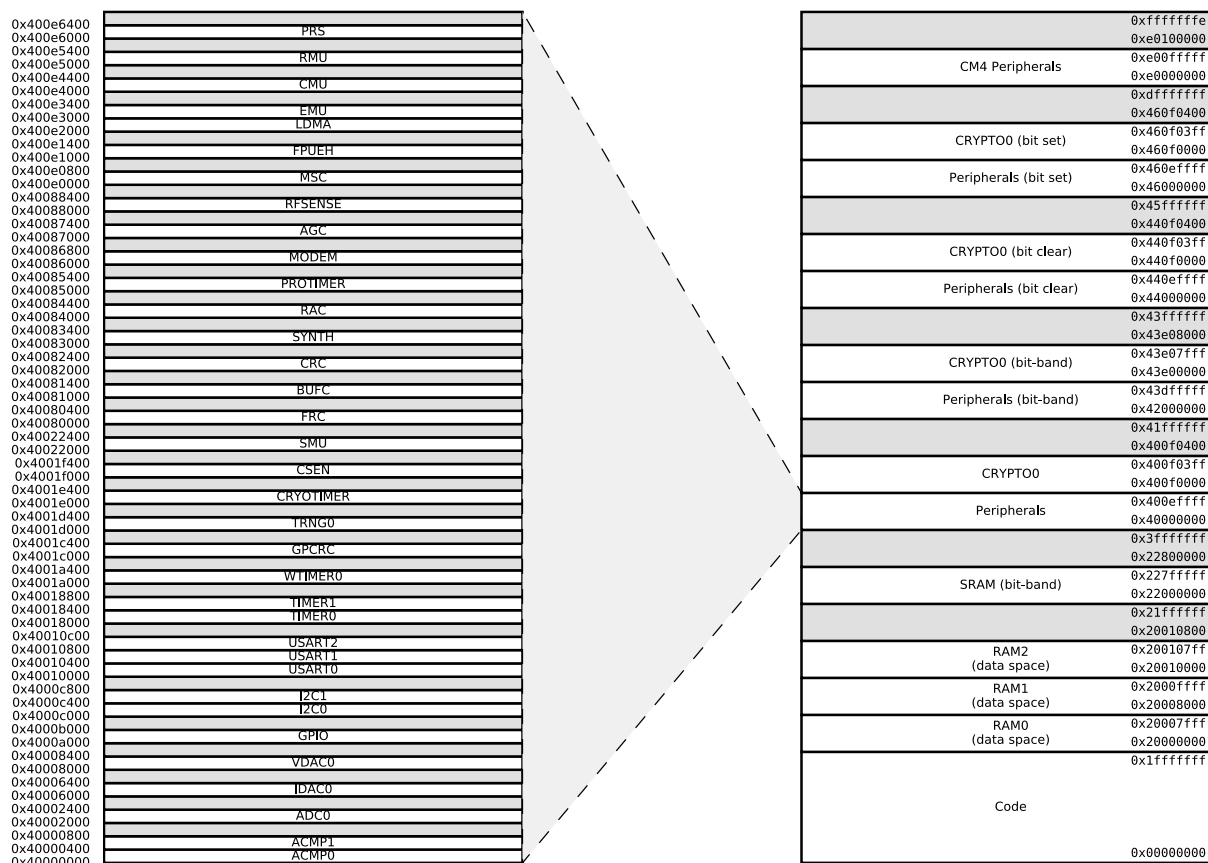 0x400e6400
PRS
0x400e6000
0x400e5400
RMU
0x400e5000
0x400e4400
CMU
0x400e4000
0x400e3400
EMU
0x400e3000
LDMA
0x400e2000
0x400e1400
FPUEH
0x400e1000
0x400e0800
MSC
0x400e0000
0x40088400
RFSENSE
0x40088000
0x40087400
AGC
0x40087000
0x40086800
MODEM
0x40086000
0x40085400
PROTIMER
0x40085000
0x40084400
RAC
0x40084000
0x40083400
SYNTH
0x40083000
0x40082400
CRC
0x40082000
0x40081400
BUFC
0x40081000
0x40080400
FRC
0x40080000
0x40022400
SMU
0x40022000
0x4001f400
CSEN
0x4001f000
0x4001e400
CRYOTIMER
0x4001e000
0x4001d400
TRNG0
0x4001d000
0x4001c400
GPCRC
0x4001c000
0x4001a400
WTIMER0
0x4001a000
0x40018800
TIMER1
0x40018400
TIMER0
0x40018000
0x40010c00
USART2
0x40010800
USART1
0x40010400
USART0
0x40010000
0x4000c800
I2C1
0x4000c400
I2C0
0x4000c000
0x4000b000
GPIO
0x4000a000
0x40008400
VDAC0
0x40008000
0x40006400
IDAC0
0x40006000
0x40002400
ADC0
0x40002000
0x40000800
ACMP1
0x40000400
ACMP0
0x40000000
0xfffffffe
0xe0100000
0xe00fffff
CM4 Peripherals
0xe0000000
0xdfffffff
0x460f0400
0x460f03ff
CRYPTO0 (bit set)
0x460f0000
0x460effff
Peripherals (bit set)
0x46000000
0x45ffffff
0x440f0400
0x440f03ff
CRYPTO0 (bit clear)
0x440f0000
0x440effff
Peripherals (bit clear)
0x44000000
0x43ffffff
0x43e08000
0x43e07fff
CRYPTO0 (bit-band)
0x43e00000
0x43dfffff
Peripherals (bit-band)
0x42000000
0x41ffffff
0x400f0400
0x400f03ff
CRYPTO0
0x400f0000
0x400effff
Peripherals
0x40000000
0x3fffffff
0x22800000
0x227fffff
SRAM (bit-band)
0x22000000
0x21ffffff
0x20010800
RAM2 0x200107ff
(data space) 0x20010000
RAM1 0x2000ffff
(data space) 0x20008000
RAM0 0x20007fff
(data space) 0x20000000
0x1fffffff
Code
0x00000000